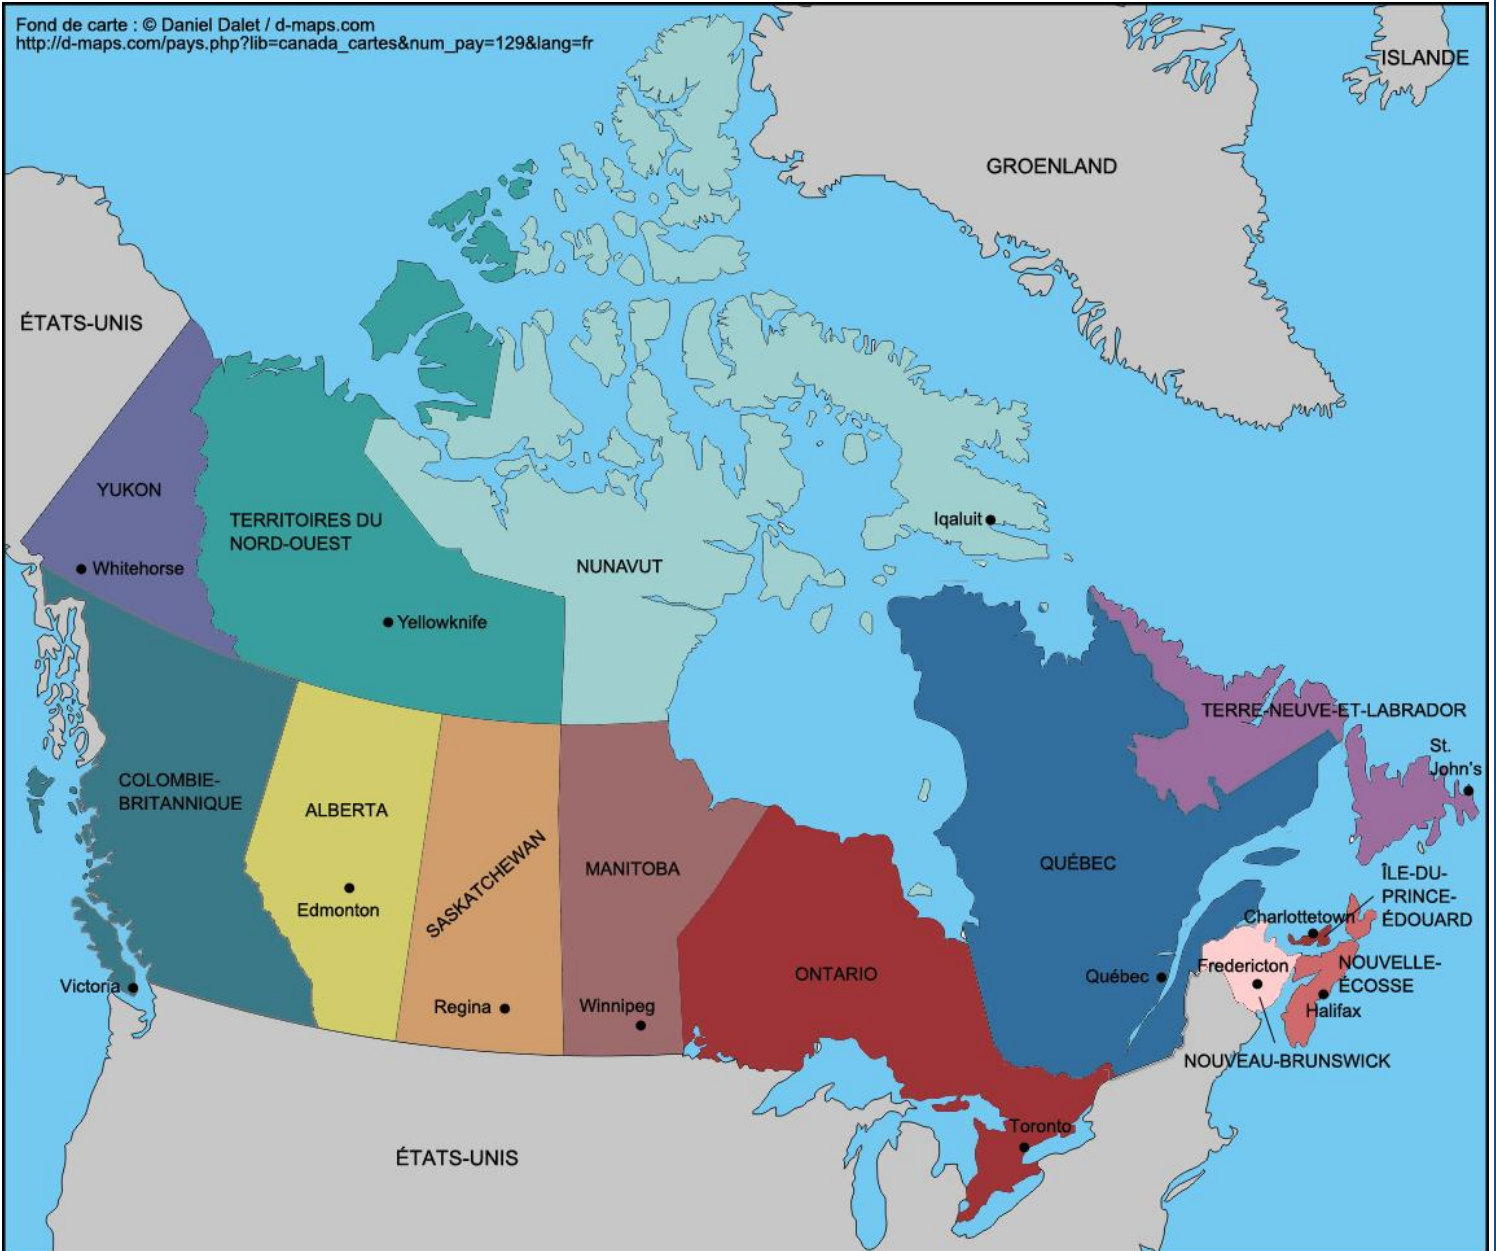 Fond de carte : © Daniel Dalet / d-maps.com
http://d-maps.com/pays.php?lib=canada_cartes&num_pay=129&lang=fr
ISLANDE
GROENLAND
ÉTATS-UNIS
YUKON
Whitehorse
TERRITOIRES DU
NORD-OUEST
Yellowknife
NUNAVUT
Iqaluit
TERRE-NEUVE-ET-LABRADOR
St.
John's
COLOMBIE-
BRITANNIQUE
Victoria
ALBERTA
Edmonton
SASKATCHEWAN
Regina
MANITOBA
Winnipeg
ONTARIO
Toronto
QUÉBEC
Québec
ÎLE-DU-
PRINCE-
ÉDOUARD
Charlottetown
Fredericton
NOUVELLE-
ÉCOSSE
Halifax
NOUVEAU-BRUNSWICK
ÉTATS-UNIS